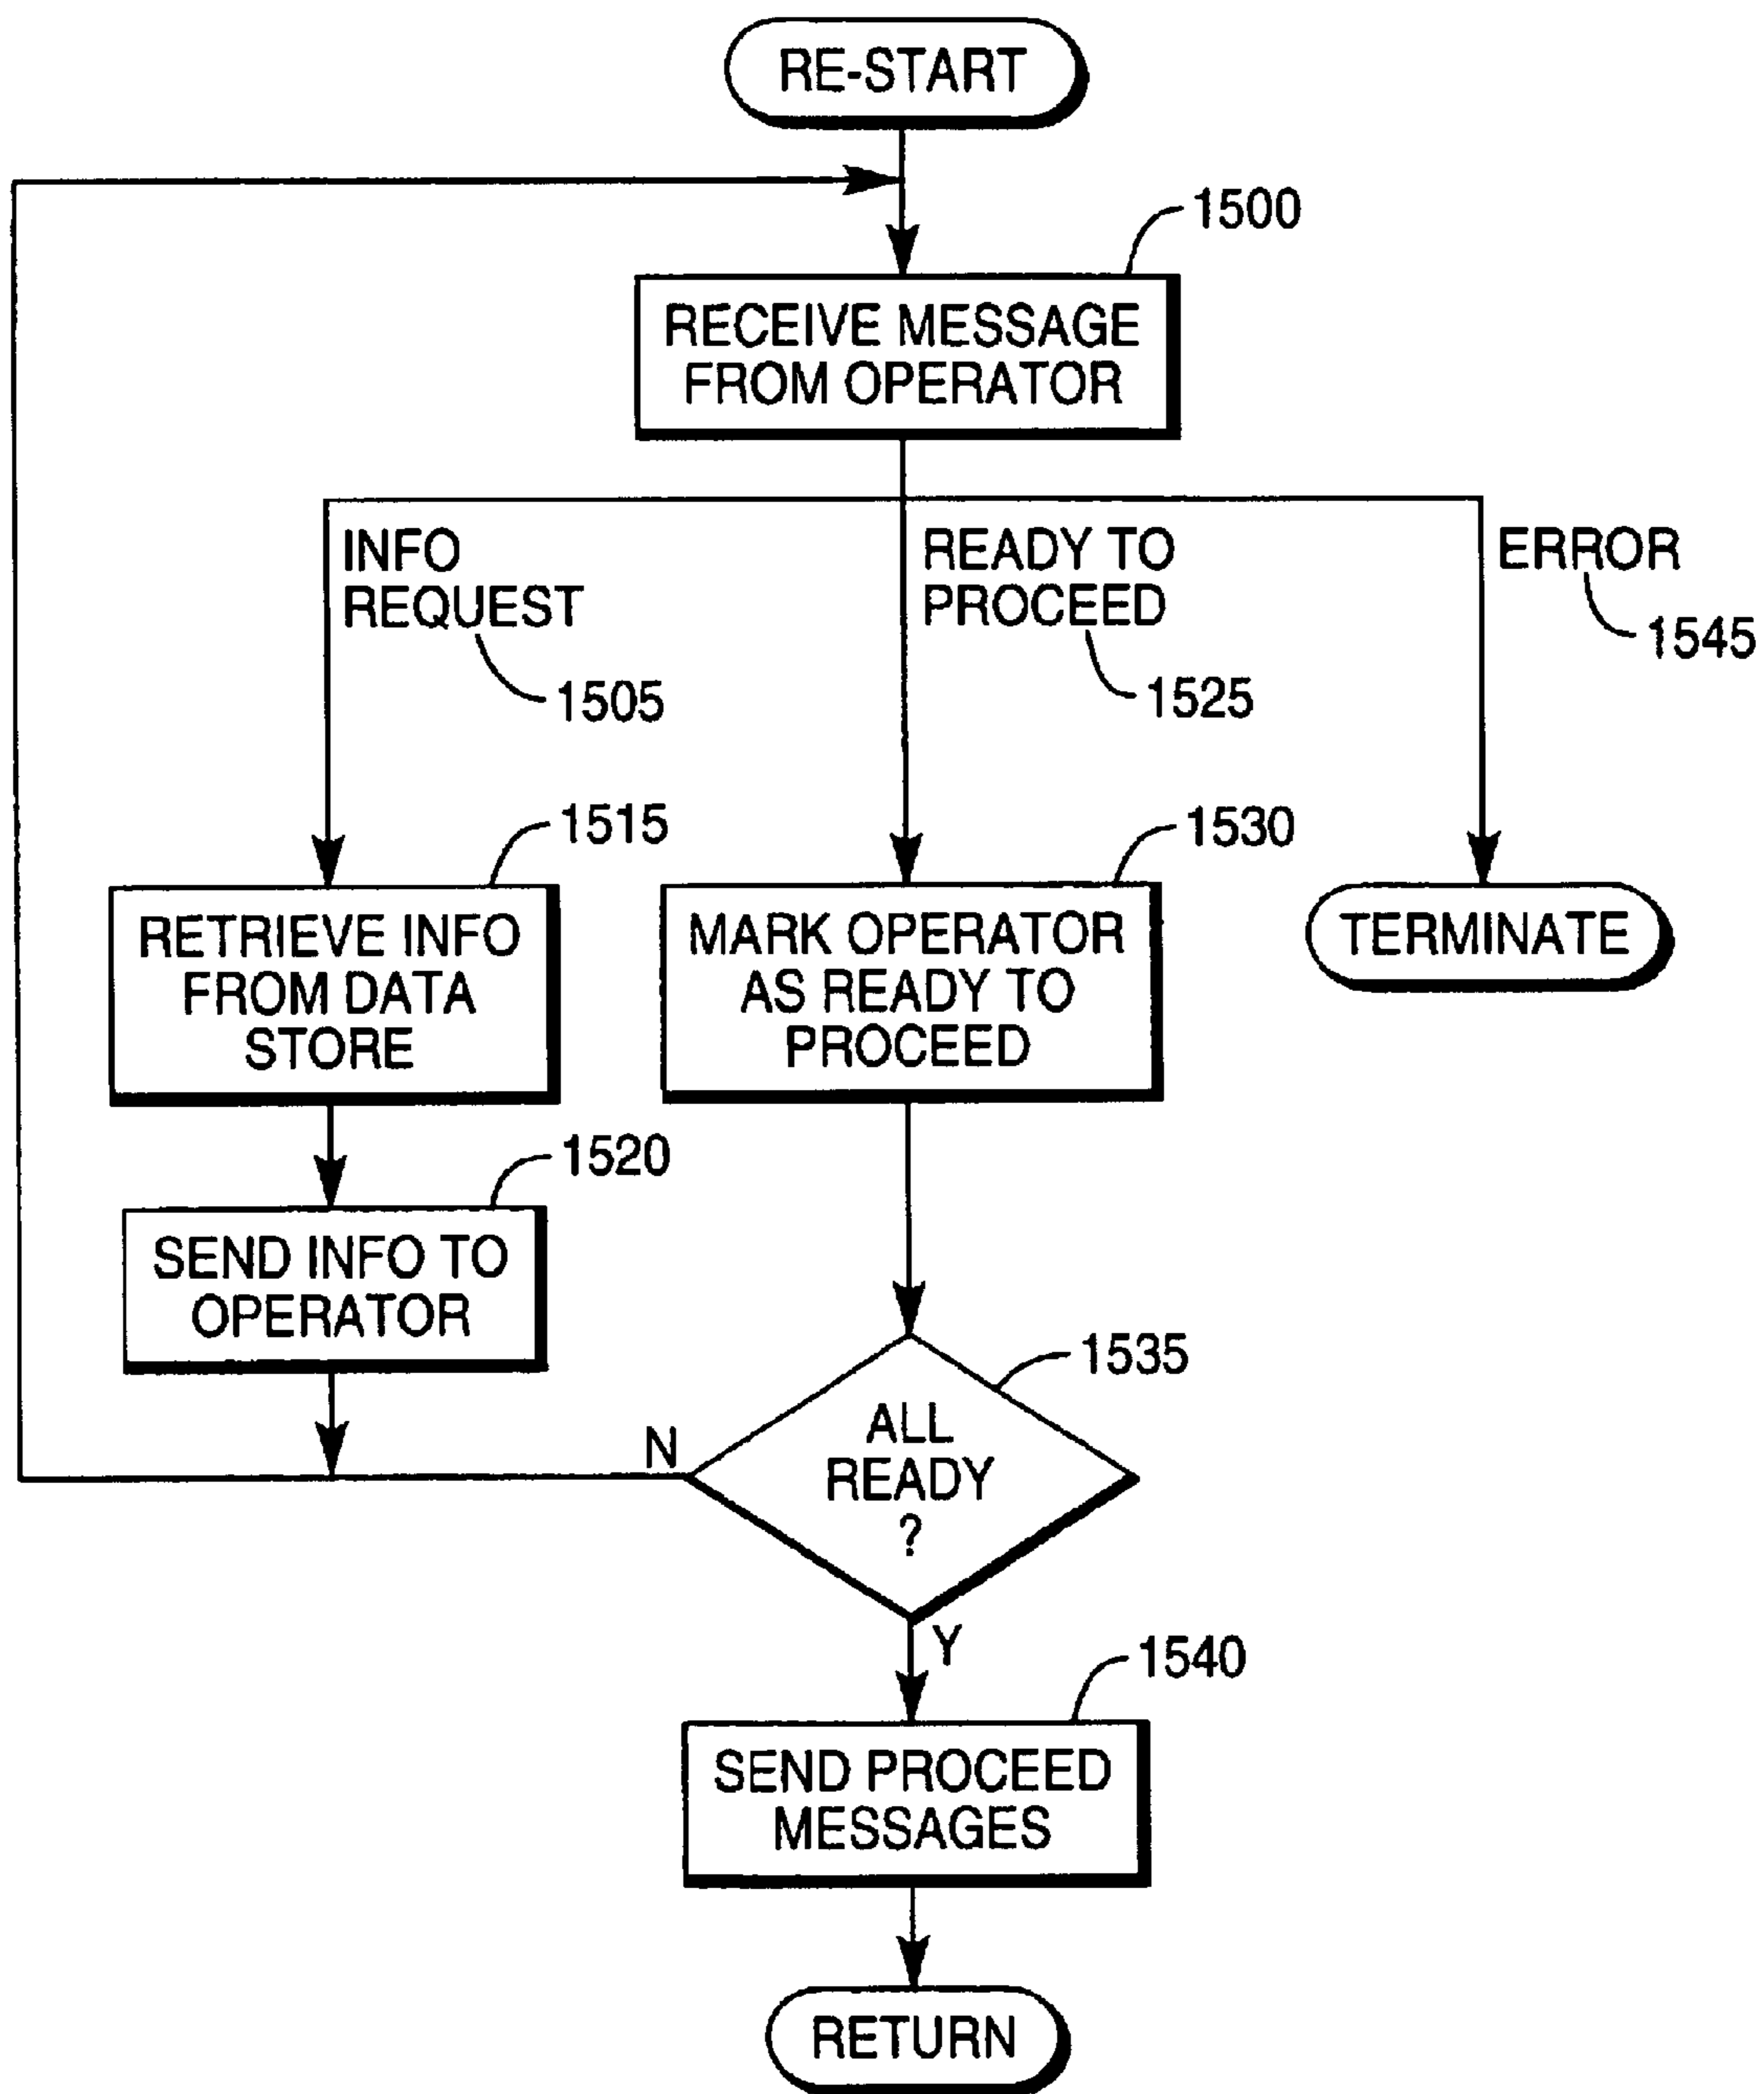 RE-START
1500
RECEIVE MESSAGE
FROM OPERATOR
INFO
REQUEST
1505
READY TO
PROCEED
1525
ERROR
1545
1515
RETRIEVE INFO
FROM DATA
STORE
1530
MARK OPERATOR
AS READY TO
PROCEED
TERMINATE
1520
SEND INFO TO
OPERATOR
1535
ALL
READY
?
N
Y
1540
SEND PROCEED
MESSAGES
RETURN